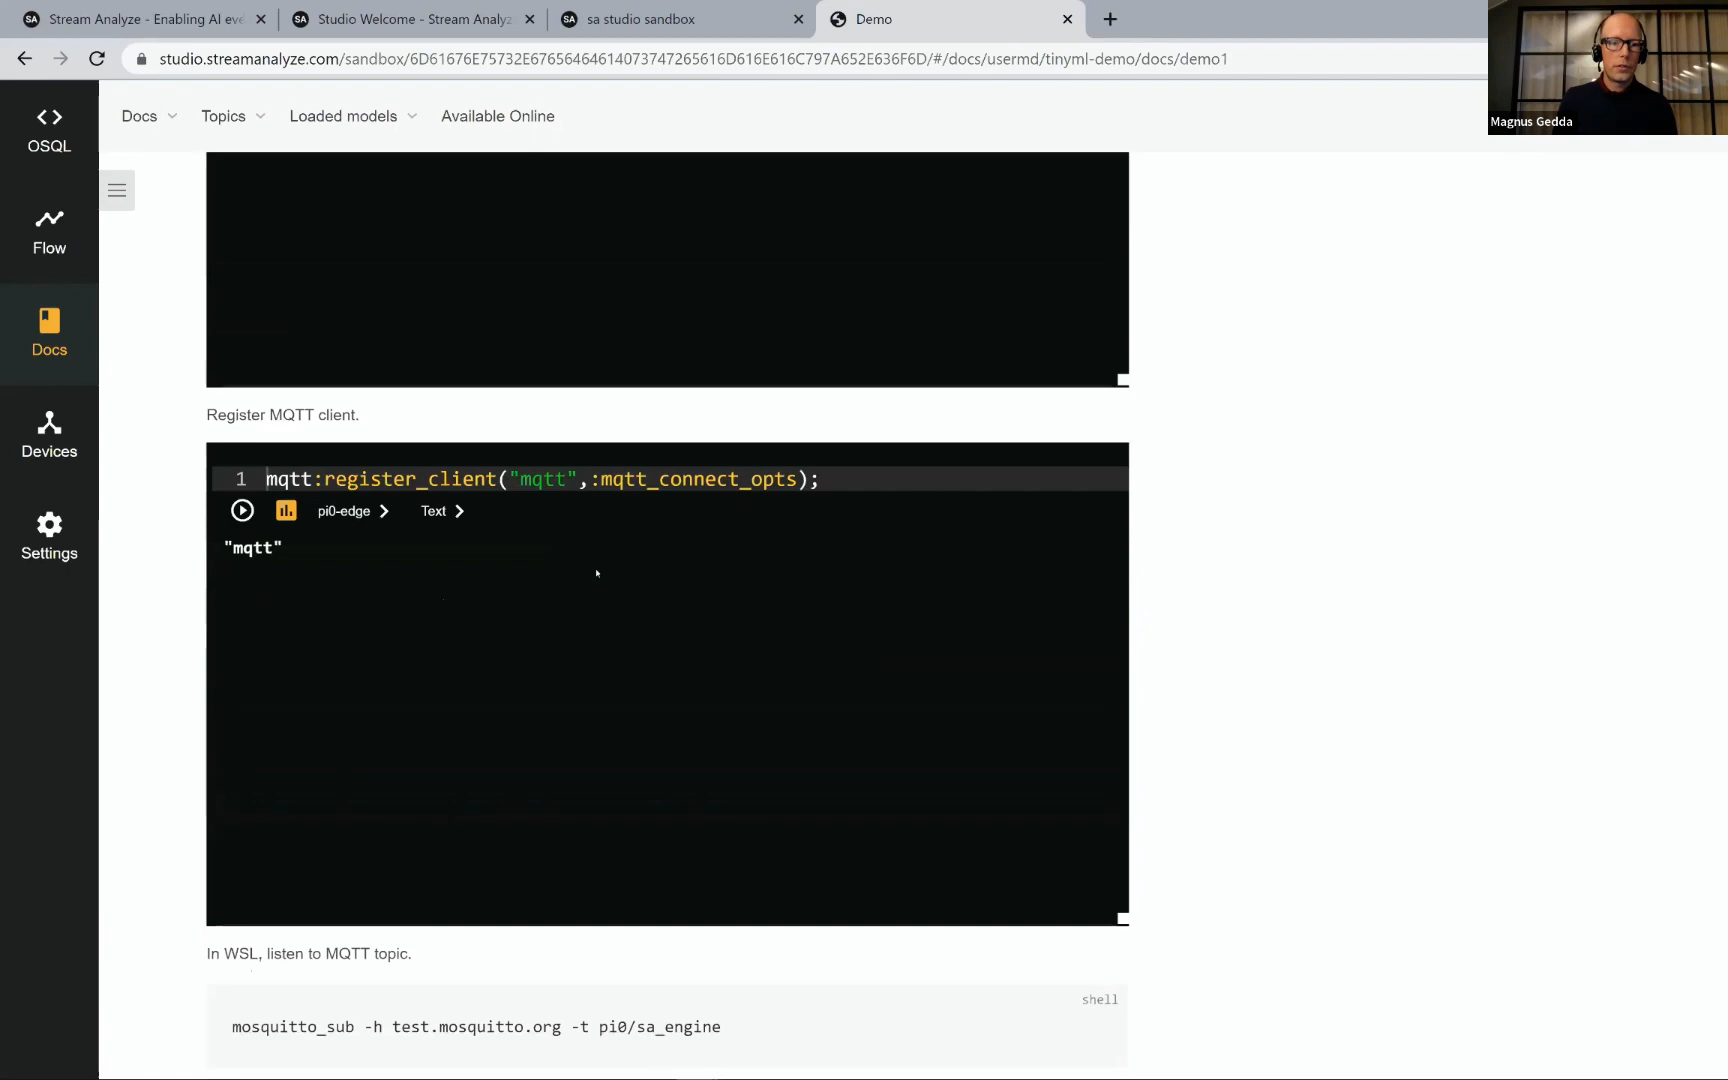 Stream Analyze - Enabling AI eve
Studio Welcome - Stream Analyz
sa studio sandbox
Demo
studio.streamanalyze.com/sandbox/6D61676E75732E67656464614073747265616D616E616C797A652E636F6D/#/docs/usermd/tinyml-demo/docs/demo1
Magnus Gedda
OSQL
Flow
Docs
Devices
Settings
Docs
Topics
Loaded models
Available Online
Register MQTT client.
1 mqtt:register_client("mqtt",:mqtt_connect_opts);
pi0-edge
Text
"mqtt"
In WSL, listen to MQTT topic.
shell
mosquitto_sub -h test.mosquitto.org -t pi0/sa_engine